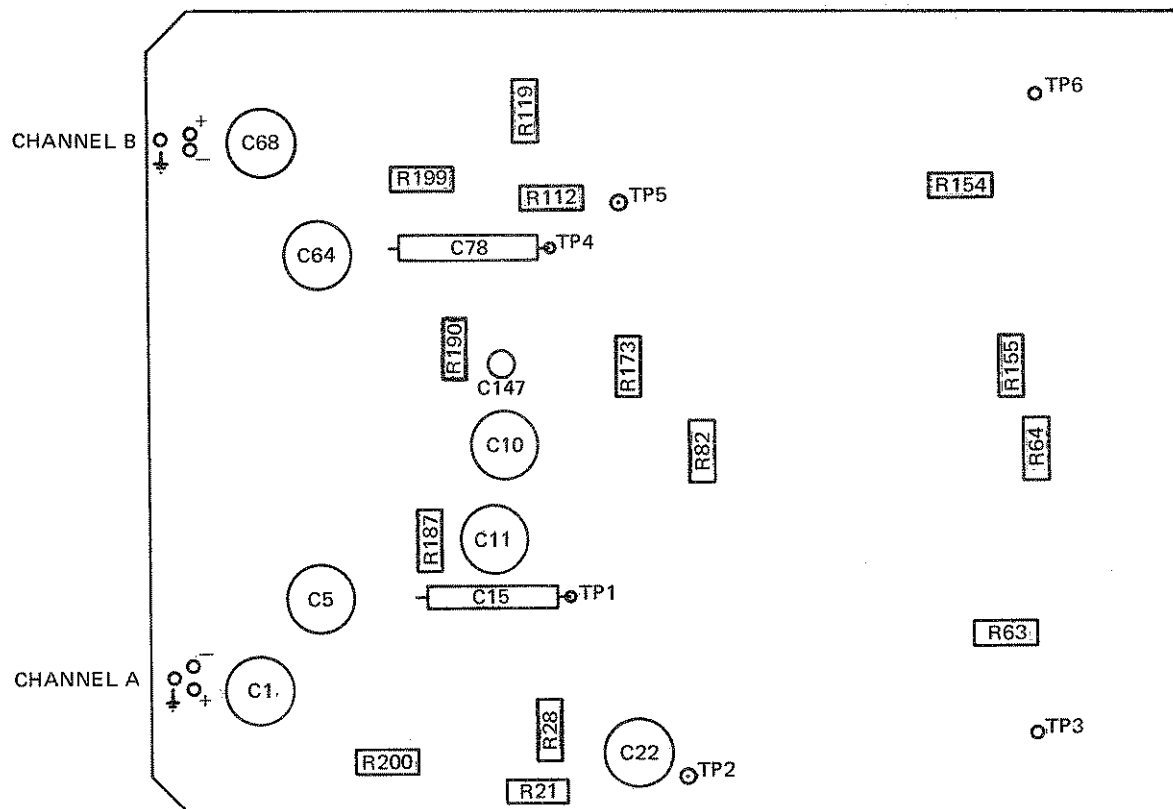 TP6
R119
CHANNEL B
+
−
C68
R199
R154
R112
TP5
C64
C78
TP4
R190
C147
R173
R155
C10
R82
R64
R187
C11
C5
C15
TP1
R63
−
CHANNEL A
+
C1
R28
TP3
R200
C22
TP2
R21